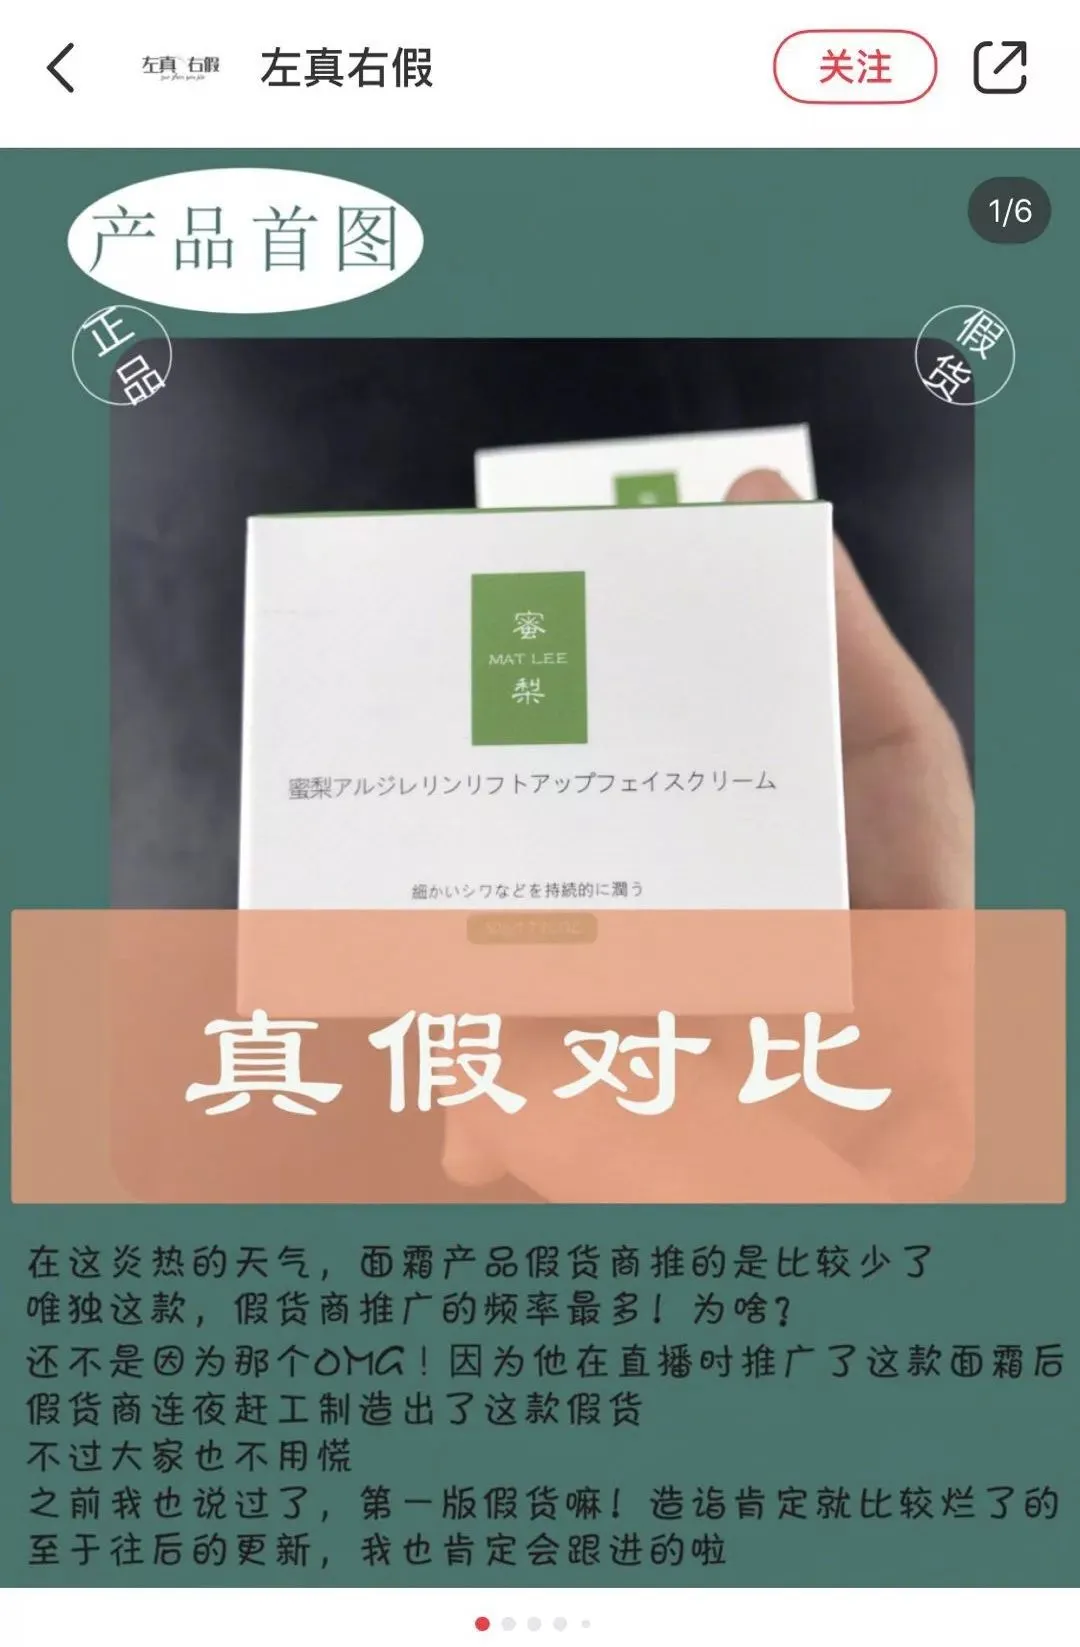 左真 右假
左真右假
关注
产品首图
1/6
正品
假货
蜜
MAT LEE
梨
蜜梨アルジレリンリフトアップフェイスクリーム
細かいシワなどを持続的に潤う
真假对比
在这炎热的天气，面霜产品假货商推的是比较少了
唯独这款，假货商推广的频率最多！为啥？
还不是因为那个OMG！因为他在直播时推广了这款面霜后
假货商连夜赶工制造出了这款假货
不过大家也不用慌
之前我也说过了，第一版假货嘛！造诣肯定就比较烂了的
至于往后的更新，我也肯定会跟进的啦